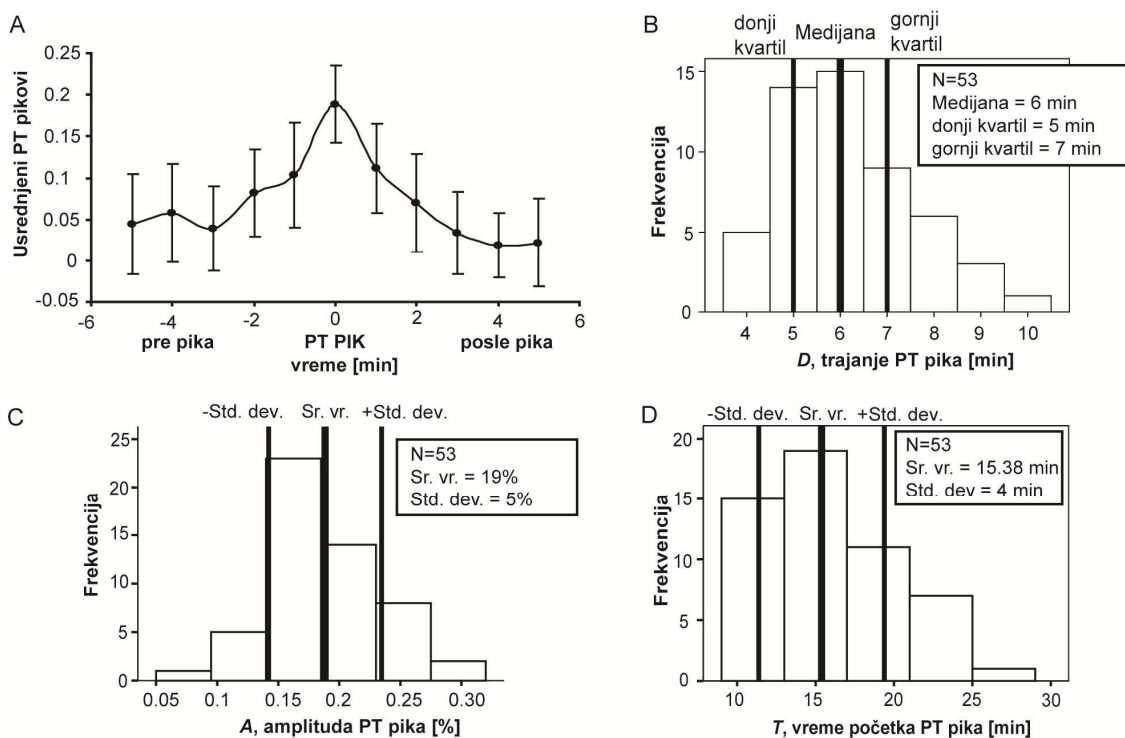 A
Usrednjeni PT pikovi
0.25
0.2
0.15
0.1
0.05
0
-0.05
-6
-4
-2
0
2
4
6
pre pika
PT PIK
posle pika
vreme [min]
B
donji
kvartil
Medijana
gornji
kvartil
N=53
Medijana = 6 min
donji kvartil = 5 min
gornji kvartil = 7 min
Frekvencija
15
10
5
0
4
5
6
7
8
9
10
D, trajanje PT pika [min]
C
-Std. dev.
Sr. vr.
+Std. dev.
N=53
Sr. vr. = 19%
Std. dev. = 5%
Frekvencija
25
20
15
10
5
0
0.05
0.1
0.15
0.2
0.25
0.30
A, amplituda PT pika [%]
D
-Std. dev.
Sr. vr.
+Std. dev.
N=53
Sr. vr. = 15.38 min
Std. dev = 4 min
Frekvencija
20
15
10
5
0
10
15
20
25
30
T, vreme početka PT pika [min]